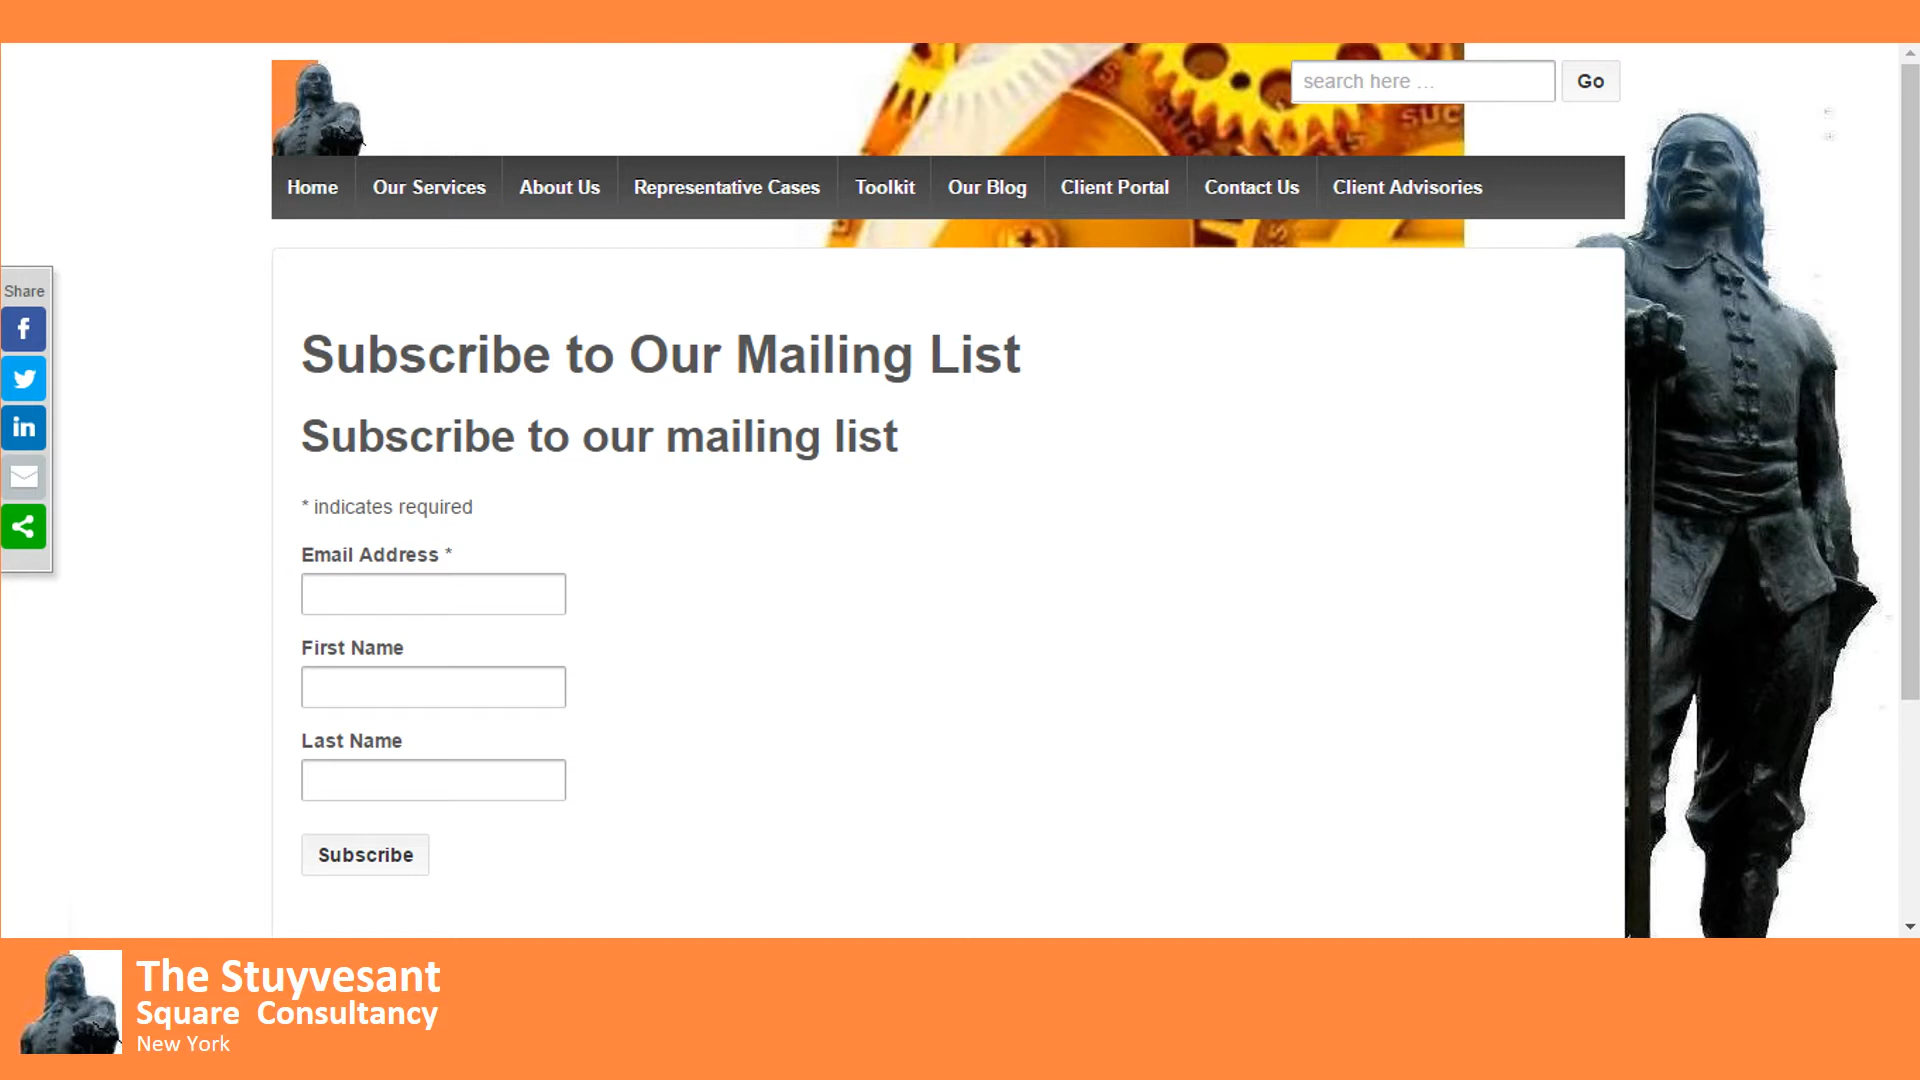 search here ...
Go
SUC
Home Our Services About Us Representative Cases Toolkit Our Blog Client Portal Contact Us Client Advisories
Share
Subscribe to Our Mailing List
Subscribe to our mailing list
* indicates required
Email Address *
First Name
Last Name
Subscribe
The Stuyvesant
Square Consultancy
New York